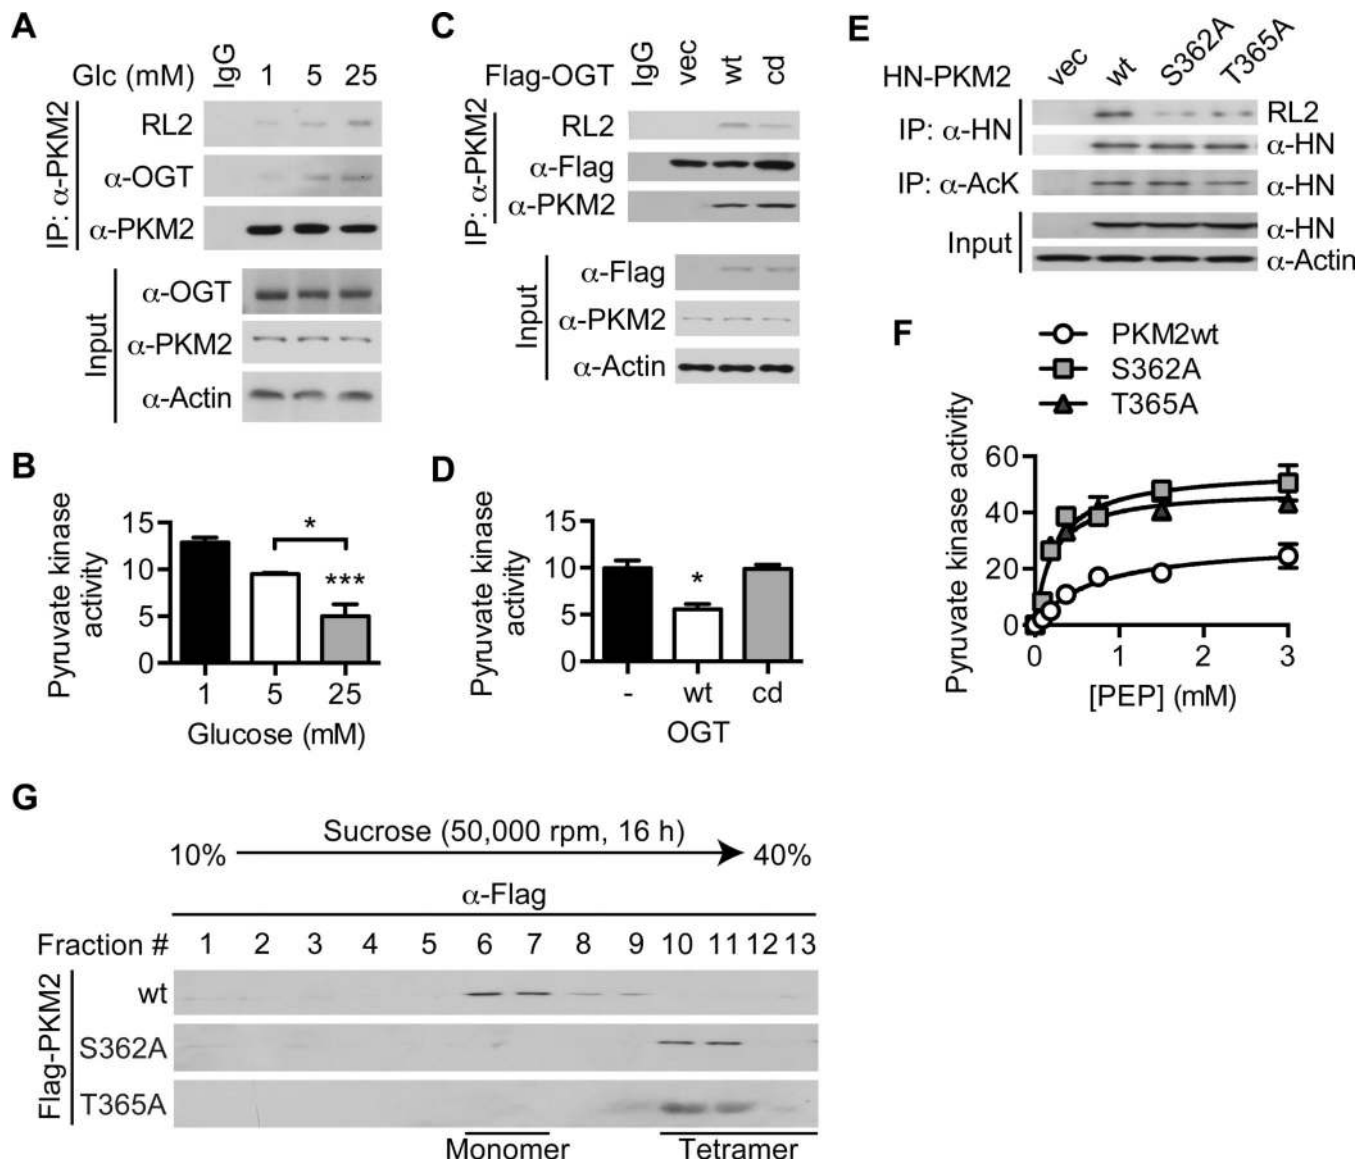 A
Glc (mM) IgG 1 5 25
IP: α-PKM2
RL2
α-OGT
α-PKM2
Input
α-OGT
α-PKM2
α-Actin
B
Pyruvate kinase
activity
15
10
5
0
*
***
1 5 25
Glucose (mM)
C
Flag-OGT IgG vec wt cd
IP: α-PKM2
RL2
α-Flag
α-PKM2
Input
α-Flag
α-PKM2
α-Actin
D
Pyruvate kinase
activity
15
10
5
0
*
- wt cd
OGT
E
HN-PKM2 vec wt S362A T365A
IP: α-HN
RL2
α-HN
IP: α-AcK α-HN
Input
α-HN
α-Actin
F
PKM2wt
S362A
T365A
Pyruvate kinase activity
60
40
20
0
0 1 2 3
[PEP] (mM)
G
Sucrose (50,000 rpm, 16 h)
10% 40%
α-Flag
Fraction # 1 2 3 4 5 6 7 8 9 10 11 12 13
Flag-PKM2
wt
S362A
T365A
Monomer Tetramer